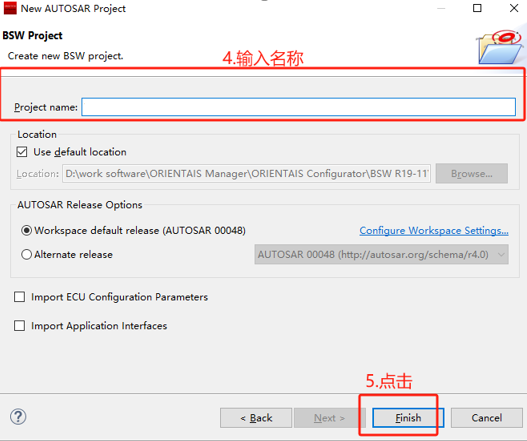 New AUTOSAR Project
BSW Project
Create new BSW project.
4.输入名称
Project name:
Location
Use default location
Location: D:\work software\ORIENTAIS Manager\ORIENTAIS Configurator\BSW R19-11\
Browse...
AUTOSAR Release Options
Workspace default release (AUTOSAR 00048)
Configure Workspace Settings...
Alternate release
AUTOSAR 00048 (http://autosar.org/schema/r4.0)
Import ECU Configuration Parameters
Import Application Interfaces
5.点击
?
< Back
Next >
Finish
Cancel